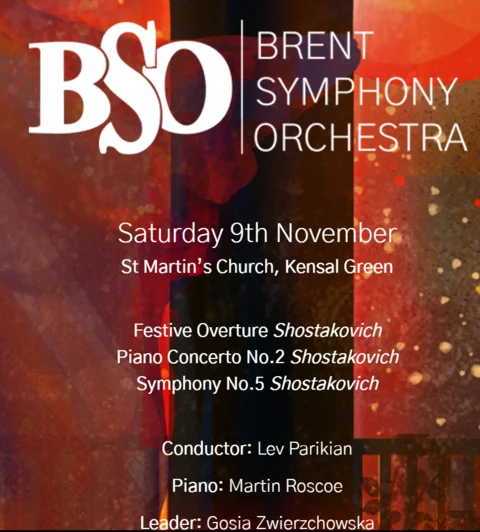 BSO
BRENT
SYMPHONY
ORCHESTRA
Saturday 9th November
St Martin's Church, Kensal Green
Festive Overture Shostakovich
Piano Concerto No.2 Shostakovich
Symphony No.5 Shostakovich
Conductor: Lev Parikian
Piano: Martin Roscoe
Leader: Gosia Zwierzchowska